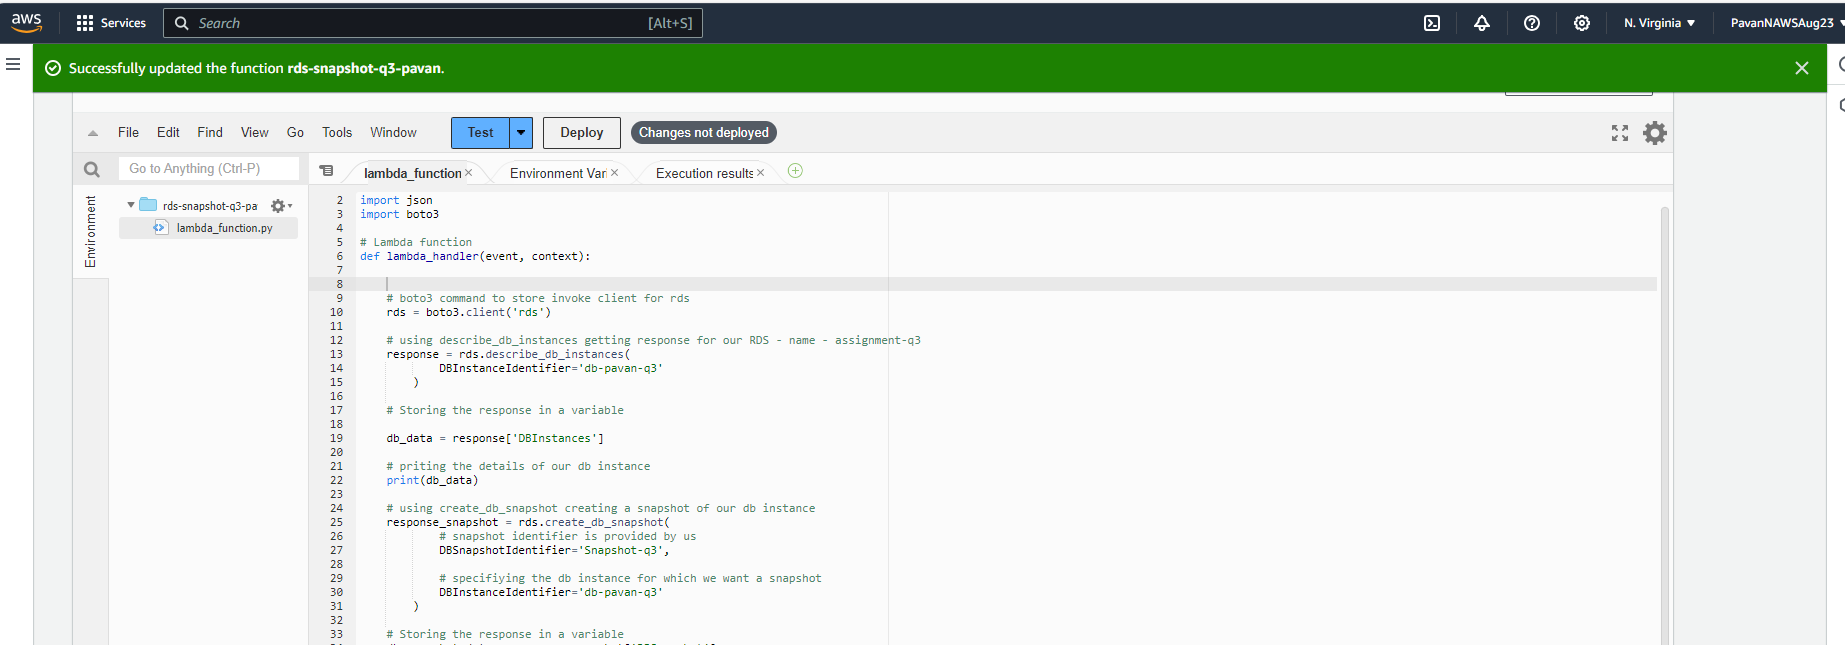 aws Services Search [Alt+S] N. Virginia PavanNAWSAug23
Successfully updated the function rds-snapshot-q3-pavan.
File Edit Find View Go Tools Window Test Deploy Changes not deployed
Go to Anything (Ctrl-P) lambda_function Environment Vari Execution results
Environment
rds-snapshot-q3-pa
lambda_function.py
2 import json
3 import boto3
4
5 # Lambda function
6 def lambda_handler(event, context):
7
8
9 # boto3 command to store invoke client for rds
10 rds = boto3.client('rds')
11
12 # using describe_db_instances getting response for our RDS - name - assignment-q3
13 response = rds.describe_db_instances(
14 DBInstanceIdentifier='db-pavan-q3'
15 )
16
17 # Storing the response in a variable
18
19 db_data = response['DBInstances']
20
21 # priting the details of our db instance
22 print(db_data)
23
24 # using create_db_snapshot creating a snapshot of our db instance
25 response_snapshot = rds.create_db_snapshot(
26 # snapshot identifier is provided by us
27 DBSnapshotIdentifier='Snapshot-q3',
28
29 # specifiying the db instance for which we want a snapshot
30 DBInstanceIdentifier='db-pavan-q3'
31 )
32
33 # Storing the response in a variable